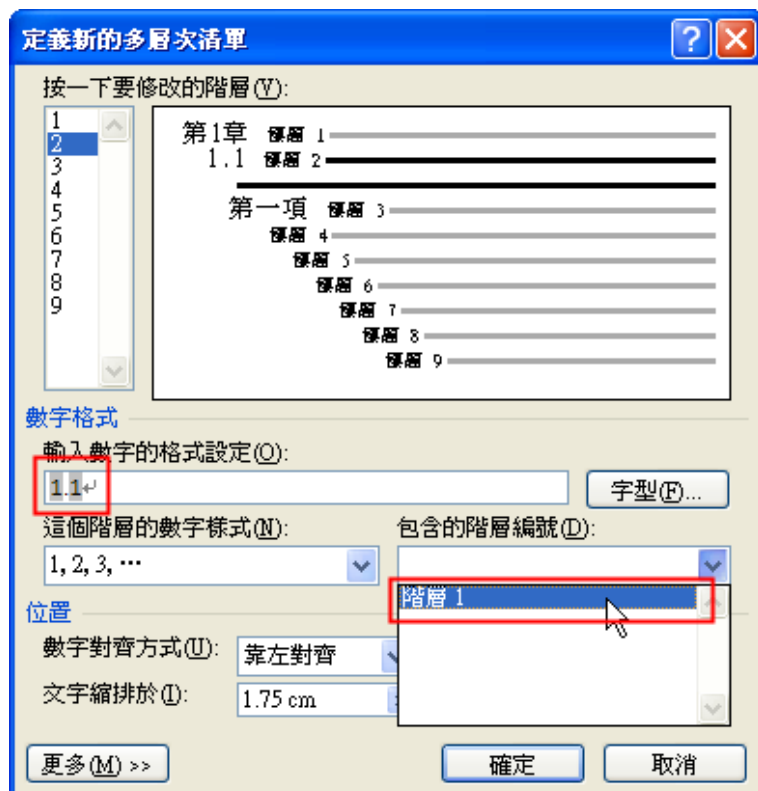 定義新的多層次清單
按一下要修改的階層(V):
1
2
3
4
5
6
7
8
9
第1章 標題 1
1.1 標題 2
第一項 標題 3
標題 4
標題 5
標題 6
標題 7
標題 8
標題 9
數字格式
輸入數字的格式設定(O):
1.1↵
字型(F)...
這個階層的數字樣式(N): 包含的階層編號(D):
1, 2, 3, …
階層 1
位置
數字對齊方式(U): 靠左對齊
文字縮排於(I): 1.75 cm
更多(M) >> 確定 取消